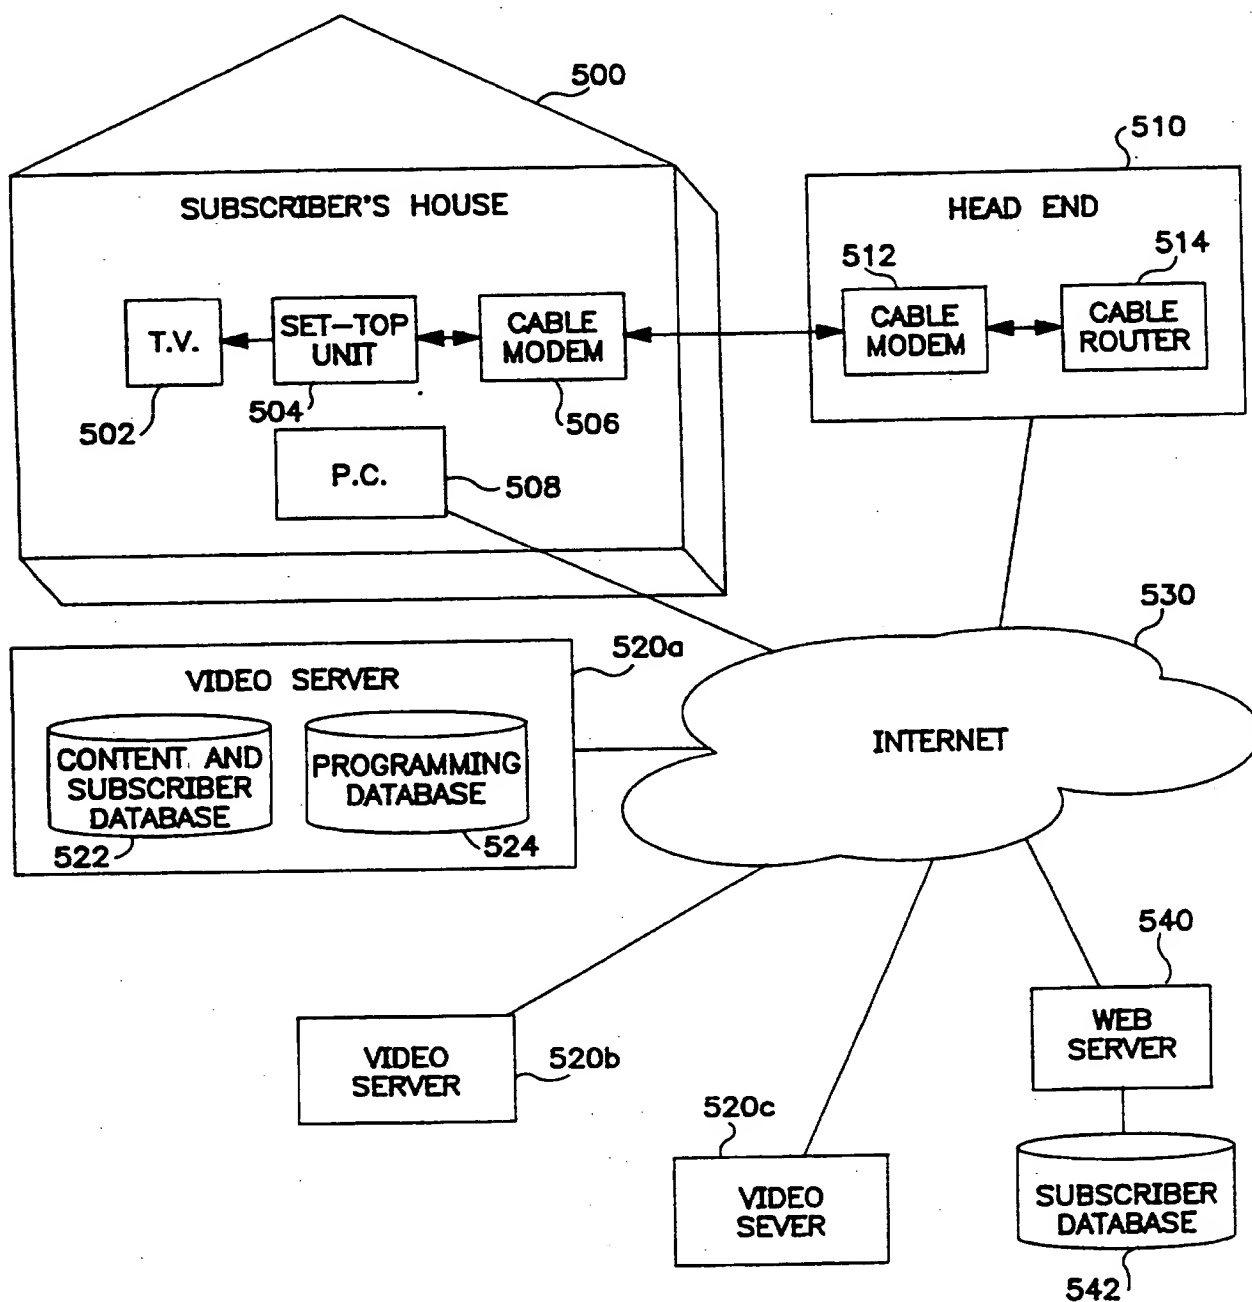 500
510
SUBSCRIBER'S HOUSE
HEAD END
512
514
T.V.
SET-TOP
UNIT
CABLE
MODEM
CABLE
MODEM
CABLE
ROUTER
502
504
506
P.C.
508
530
520a
VIDEO SERVER
CONTENT AND
SUBSCRIBER
DATABASE
PROGRAMMING
DATABASE
522
524
INTERNET
540
VIDEO
SERVER
520b
WEB
SERVER
520c
VIDEO
SEVER
SUBSCRIBER
DATABASE
542